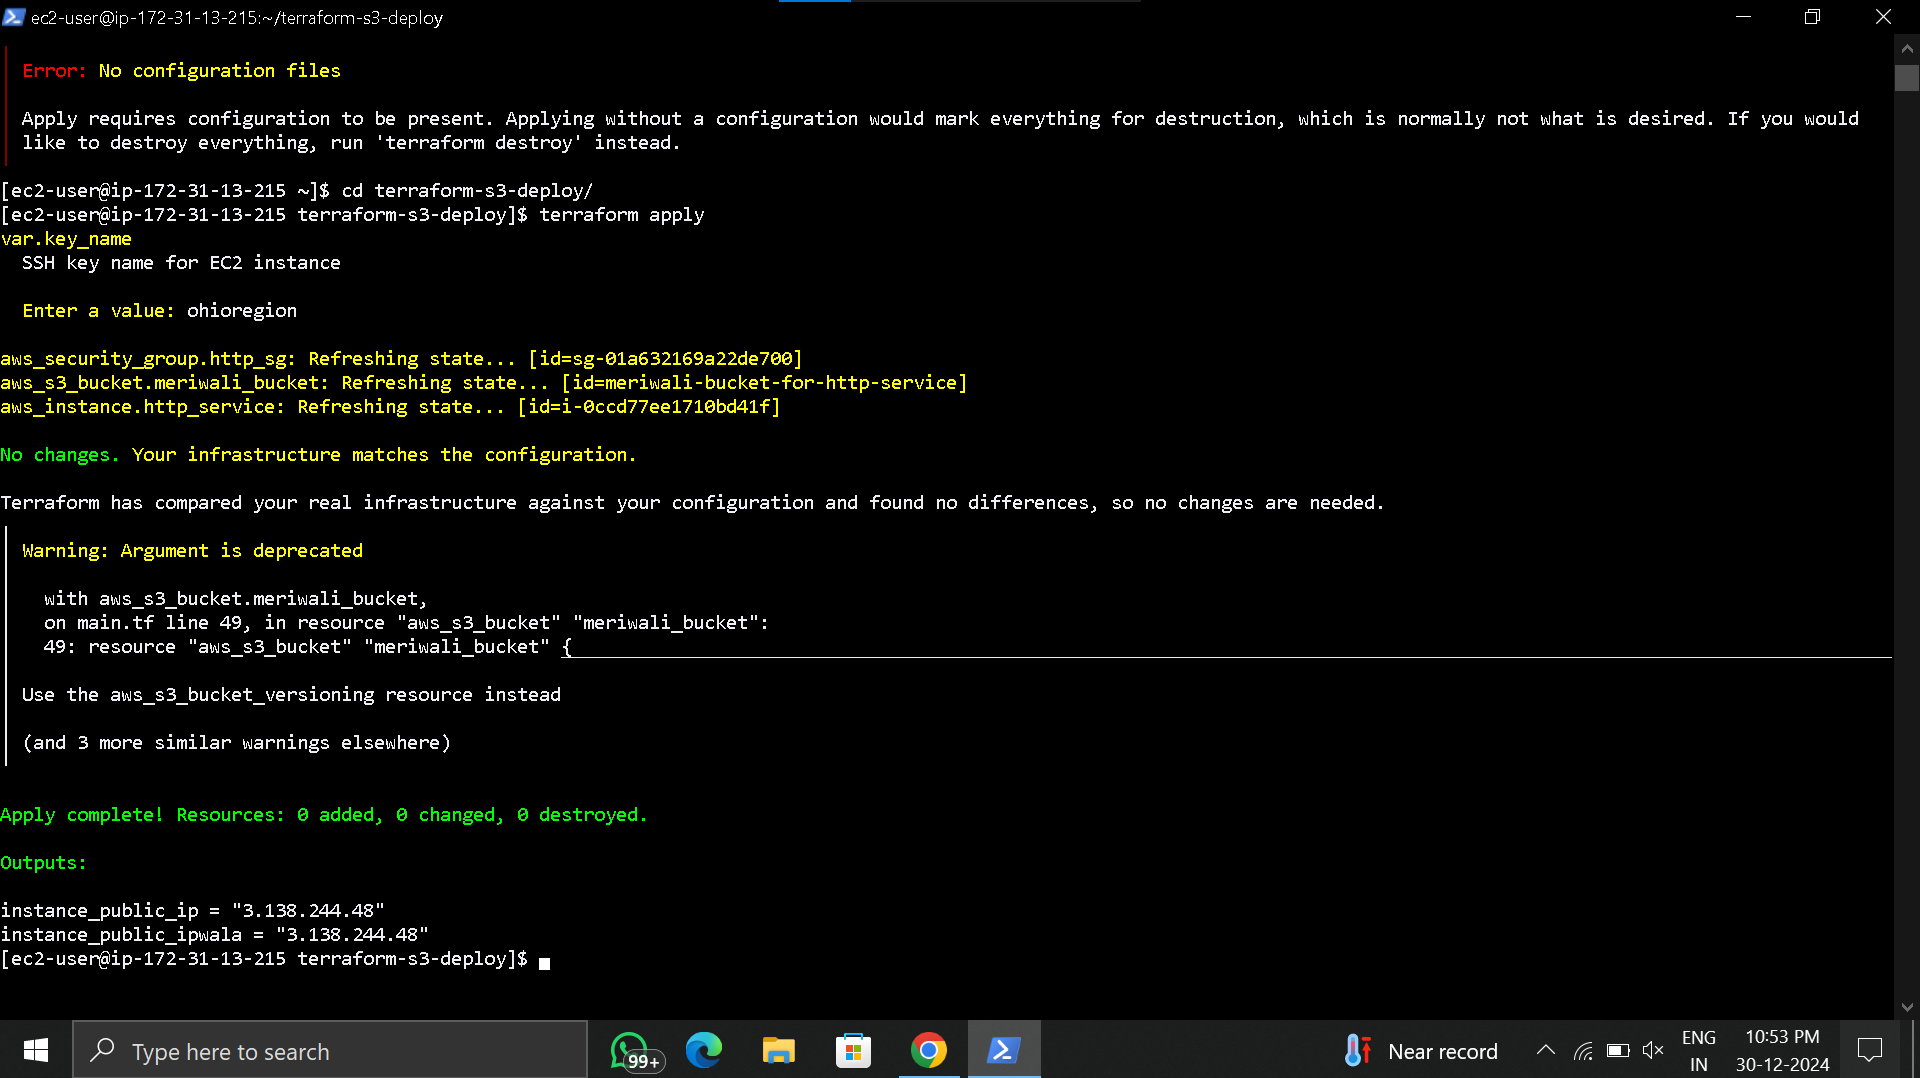 ec2-user@ip-172-31-13-215:~/terraform-s3-deploy
Error: No configuration files
Apply requires configuration to be present. Applying without a configuration would mark everything for destruction, which is normally not what is desired. If you would
like to destroy everything, run 'terraform destroy' instead.
[ec2-user@ip-172-31-13-215 ~]$ cd terraform-s3-deploy/
[ec2-user@ip-172-31-13-215 terraform-s3-deploy]$ terraform apply
var.key_name
SSH key name for EC2 instance
Enter a value: ohioregion
aws_security_group.http_sg: Refreshing state... [id=sg-01a632169a22de700]
aws_s3_bucket.meriwali_bucket: Refreshing state... [id=meriwali-bucket-for-http-service]
aws_instance.http_service: Refreshing state... [id=i-0ccd77ee1710bd41f]
No changes. Your infrastructure matches the configuration.
Terraform has compared your real infrastructure against your configuration and found no differences, so no changes are needed.
Warning: Argument is deprecated
with aws_s3_bucket.meriwali_bucket,
on main.tf line 49, in resource "aws_s3_bucket" "meriwali_bucket":
49: resource "aws_s3_bucket" "meriwali_bucket" {
Use the aws_s3_bucket_versioning resource instead
(and 3 more similar warnings elsewhere)
Apply complete! Resources: 0 added, 0 changed, 0 destroyed.
Outputs:
instance_public_ip = "3.138.244.48"
instance_public_ipwala = "3.138.244.48"
[ec2-user@ip-172-31-13-215 terraform-s3-deploy]$
Type here to search
99+
Near record
ENG
IN
10:53 PM
30-12-2024